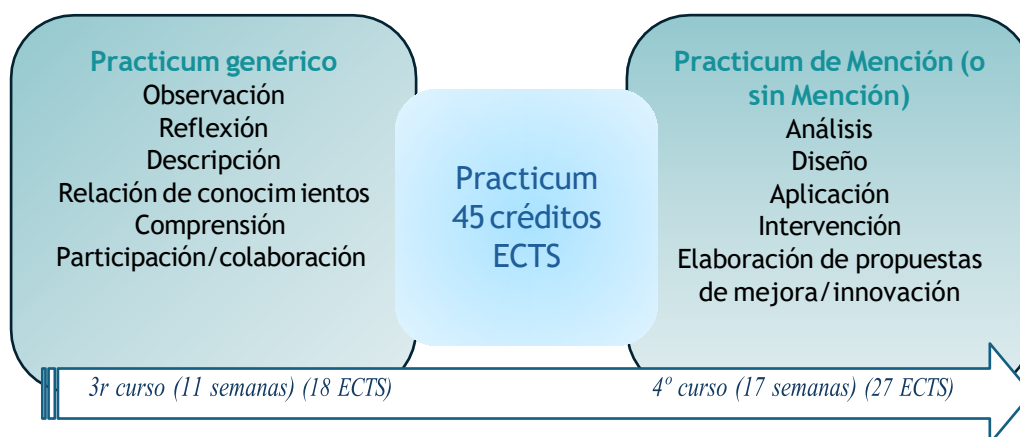 Practicum genérico
Observación
Reflexión
Descripción
Relación de conocim ientos
Comprensión
Participación/colaboración
Practicum
45 créditos
ECTS
Practicum de Mención (o
sin Mención)
Análisis
Diseño
Aplicación
Intervención
Elaboración de propuestas
de mejora/innovación
3r curso (11 semanas) (18 ECTS)
4º curso (17 semanas) (27 ECTS)